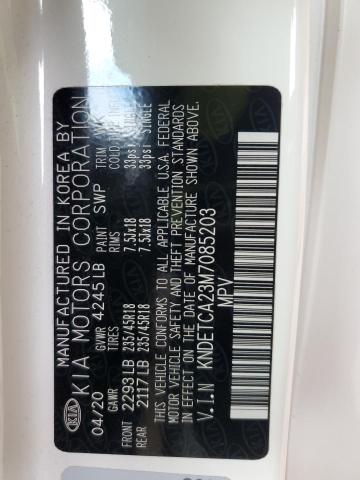 MANUFACTURED IN KOREA BY
KIA MOTORS CORPORATION
04/20 GVWR 4245LB PAINT SWP TRIM
GAWR RIMS
FRONT 2293LB 235/45R18 7.5Jx18 33psi SINGLE
REAR 2117LB 235/45R18 7.5Jx18 33psi SINGLE
THIS VEHICLE CONFORMS TO ALL APPLICABLE U.S.A. FEDERAL
MOTOR VEHICLE SAFETY AND THEFT PREVENTION STANDARDS
IN EFFECT ON THE DATE OF MANUFACTURE SHOWN ABOVE.
V.I.N KNDETCA23M7085203
MPV
KIA